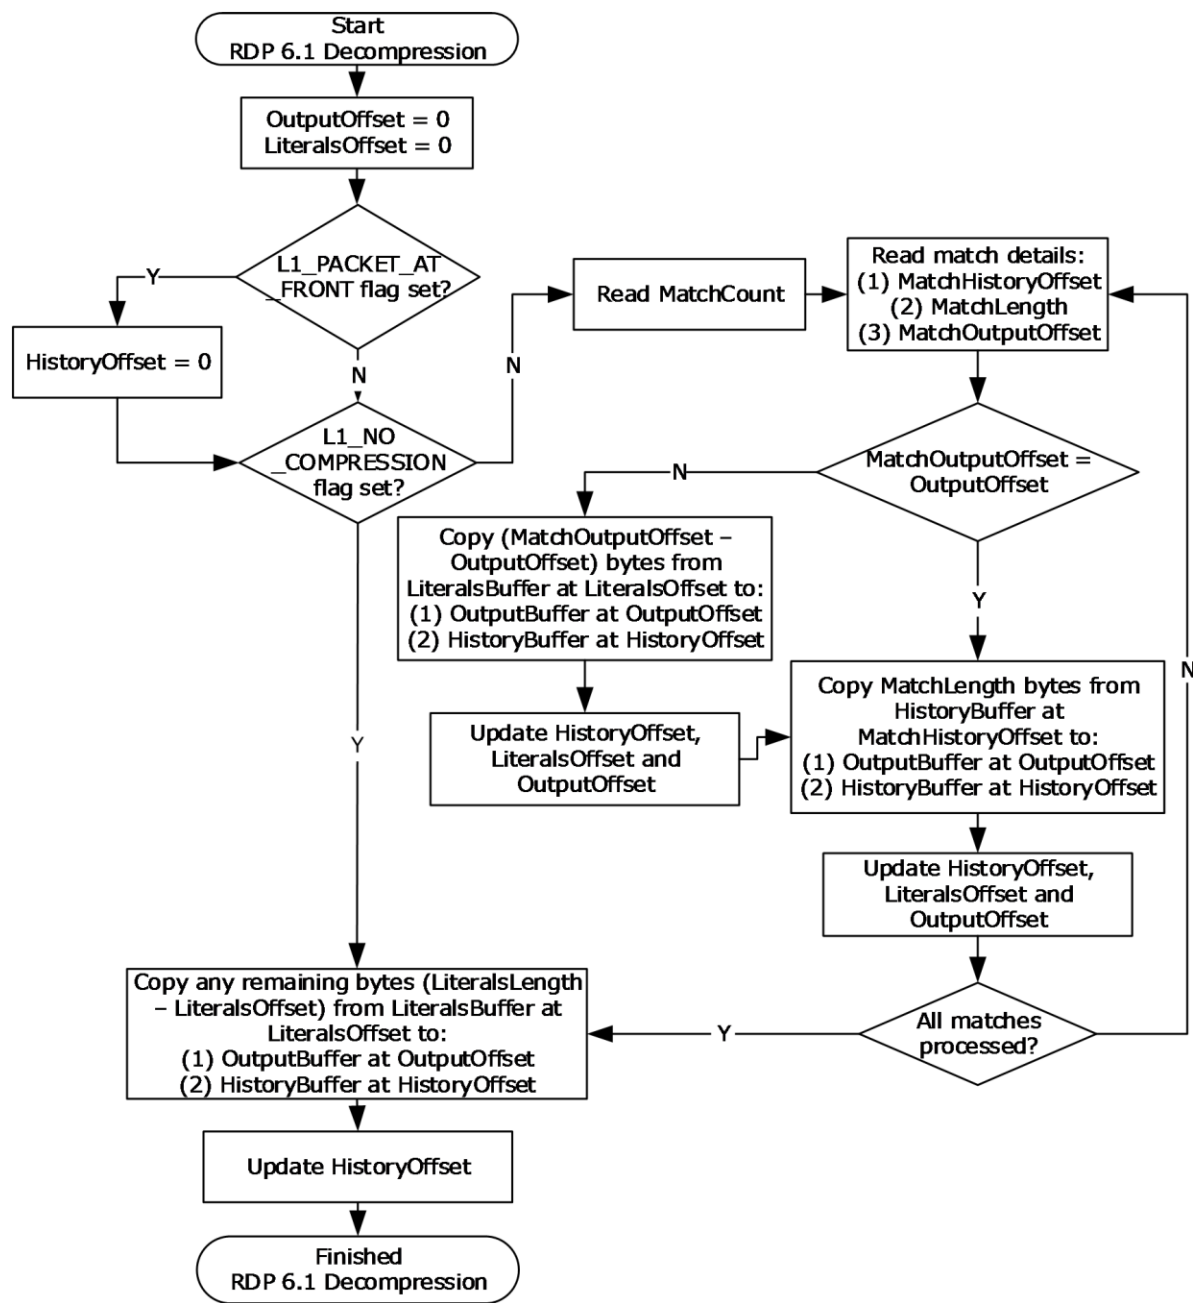 Start
RDP 6.1 Decompression
OutputOffset = 0
LiteralsOffset = 0
L1_PACKET_AT
_FRONT flag set?
Y
HistoryOffset = 0
N
L1_NO
_COMPRESSION
flag set?
N
Read MatchCount
Read match details:
(1) MatchHistoryOffset
(2) MatchLength
(3) MatchOutputOffset
MatchOutputOffset =
OutputOffset
N
Copy (MatchOutputOffset –
OutputOffset) bytes from
LiteralsBuffer at LiteralsOffset to:
(1) OutputBuffer at OutputOffset
(2) HistoryBuffer at HistoryOffset
Update HistoryOffset,
LiteralsOffset and
OutputOffset
Y
Copy MatchLength bytes from
HistoryBuffer at
MatchHistoryOffset to:
(1) OutputBuffer at OutputOffset
(2) HistoryBuffer at HistoryOffset
Update HistoryOffset,
LiteralsOffset and
OutputOffset
All matches
processed?
N
Y
Y
Copy any remaining bytes (LiteralsLength
– LiteralsOffset) from LiteralsBuffer at
LiteralsOffset to:
(1) OutputBuffer at OutputOffset
(2) HistoryBuffer at HistoryOffset
Update HistoryOffset
Finished
RDP 6.1 Decompression